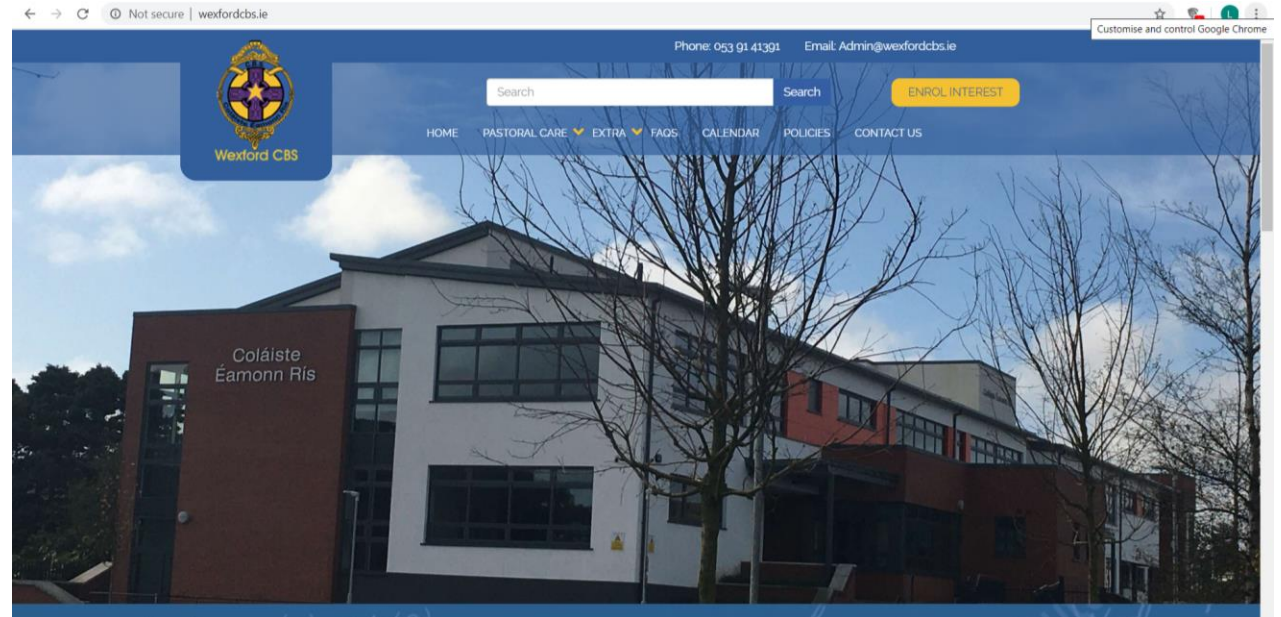 Not secure | wexfordcbs.ie
L
Customise and control Google Chrome
Phone: 053 91 41391 Email: Admin@wexfordcbs.ie
Search Search ENROL INTEREST
HOME PASTORAL CARE EXTRA FAQS CALENDAR POLICIES CONTACT US
Wexford CBS
Coláiste
Éamonn Rís